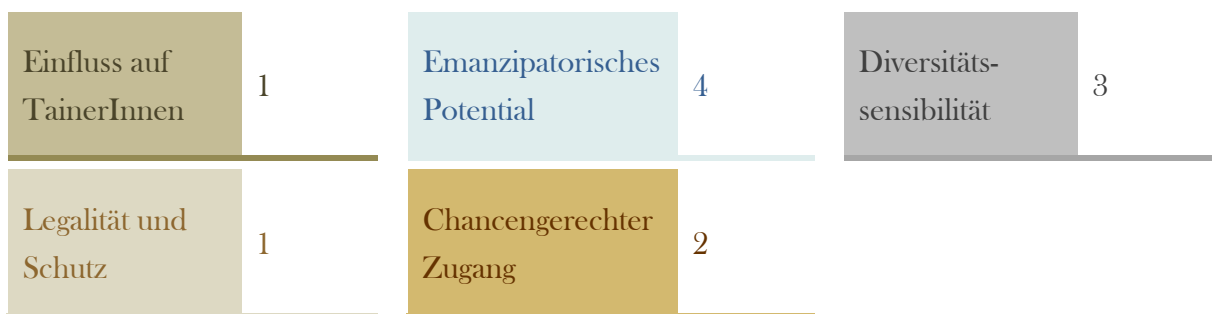 Einfluss auf
TainerInnen
1
Emanzipatorisches
Potential
4
Diversitäts-
sensibilität
3
Legalität und
Schutz
1
Chancengerechter
Zugang
2